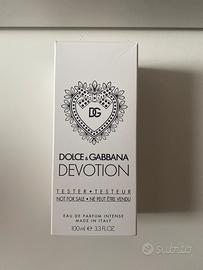 DG
DOLCE & GABBANA
DEVOTION
TESTER • TESTEUR
NOT FOR SALE • NE PEUT ÊTRE VENDU
EAU DE PARFUM INTENSE
MADE IN ITALY
100ml e 3.3 FL.OZ.
subito